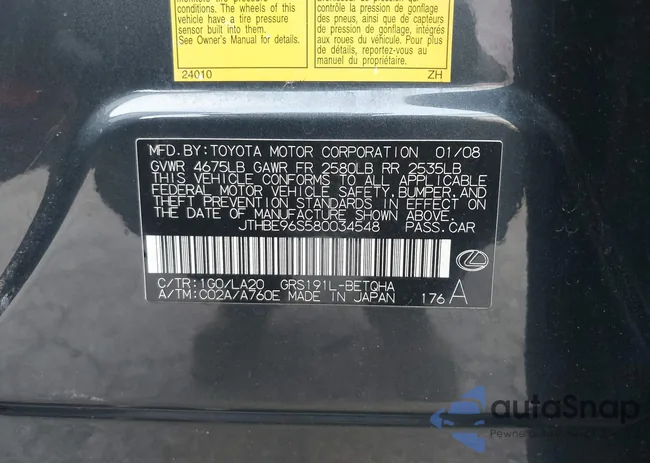 conditions. The wheels of this
vehicle have a tire pressure
sensor built into them.
See Owner's Manual for details.
24010
contrôle la pression de gonflage
des pneus, ainsi que de capteurs
de pression de gonflage, intégrés
aux roues du véhicule.
Pour plus de détails, reportez-vous
au manuel du propriétaire.
ZH
MFD.BY:TOYOTA MOTOR CORPORATION 01/08
GVWR 4675LB GAWR FR 2580LB RR 2535LB
THIS VEHICLE CONFORMS TO ALL APPLICABLE
FEDERAL MOTOR VEHICLE SAFETY,BUMPER,AND
THEFT PREVENTION STANDARDS IN EFFECT ON
THE DATE OF MANUFACTURE SHOWN ABOVE.
JTHBE96S580034548 PASS.CAR
C/TR:1G0/LA20 GRS191L-BETQHA
A/TM:C02A/A760E MADE IN JAPAN 176 A
autoSnap